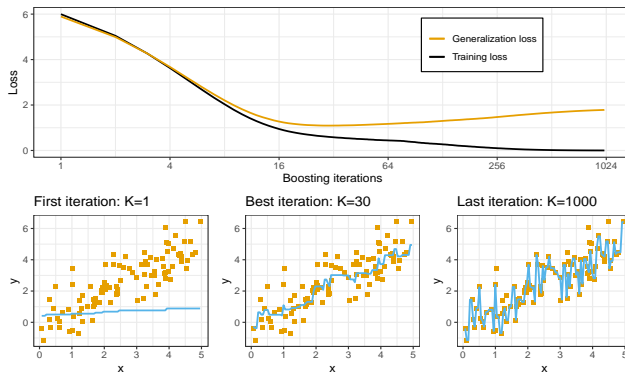 Generalization loss
Training loss
6
4
2
0
Loss
1 4 16 64 256 1024
Boosting iterations
First iteration: K=1 Best iteration: K=30 Last iteration: K=1000
6 6 6
4 4 4
y y y
2 2 2
0 0 0
0 1 2 3 4 5 0 1 2 3 4 5 0 1 2 3 4 5
x x x